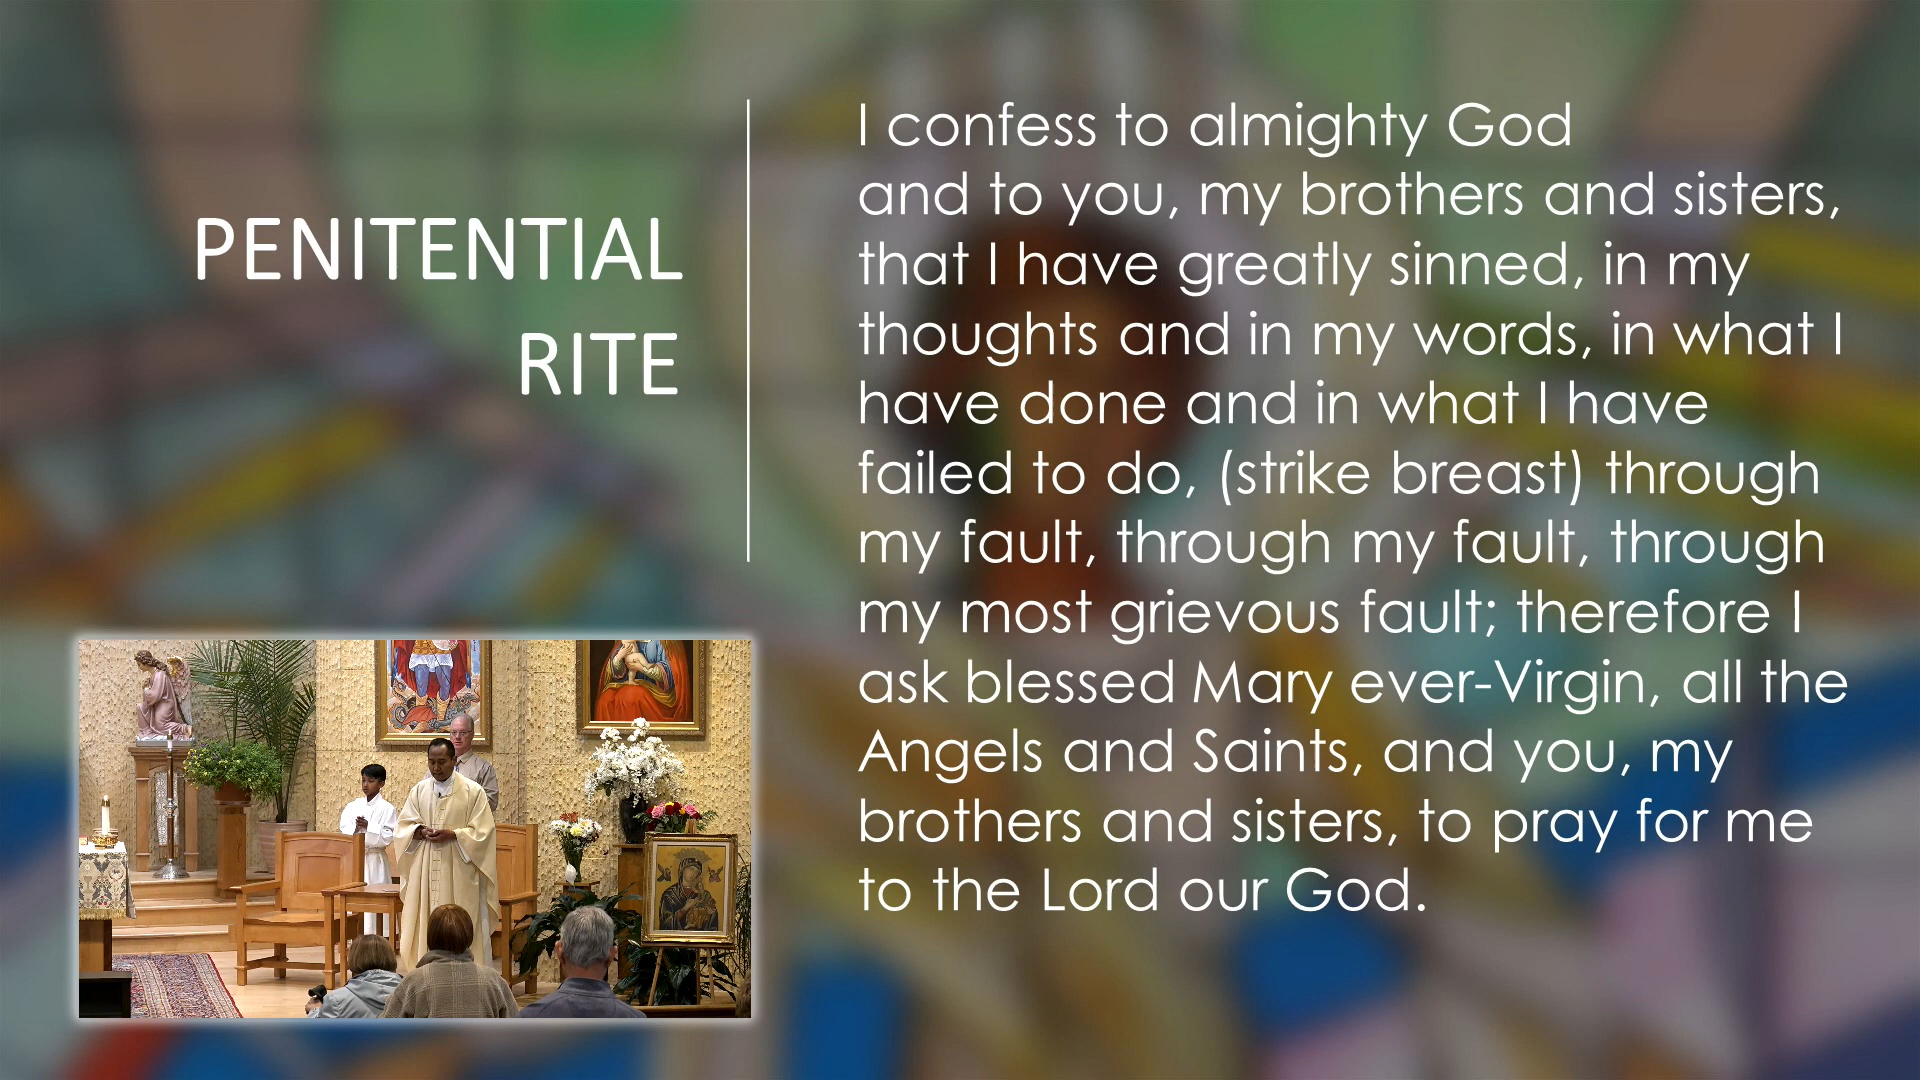 PENITENTIAL
RITE
I confess to almighty God
and to you, my brothers and sisters,
that I have greatly sinned, in my
thoughts and in my words, in what I
have done and in what I have
failed to do, (strike breast) through
my fault, through my fault, through
my most grievous fault; therefore I
ask blessed Mary ever-Virgin, all the
Angels and Saints, and you, my
brothers and sisters, to pray for me
to the Lord our God.